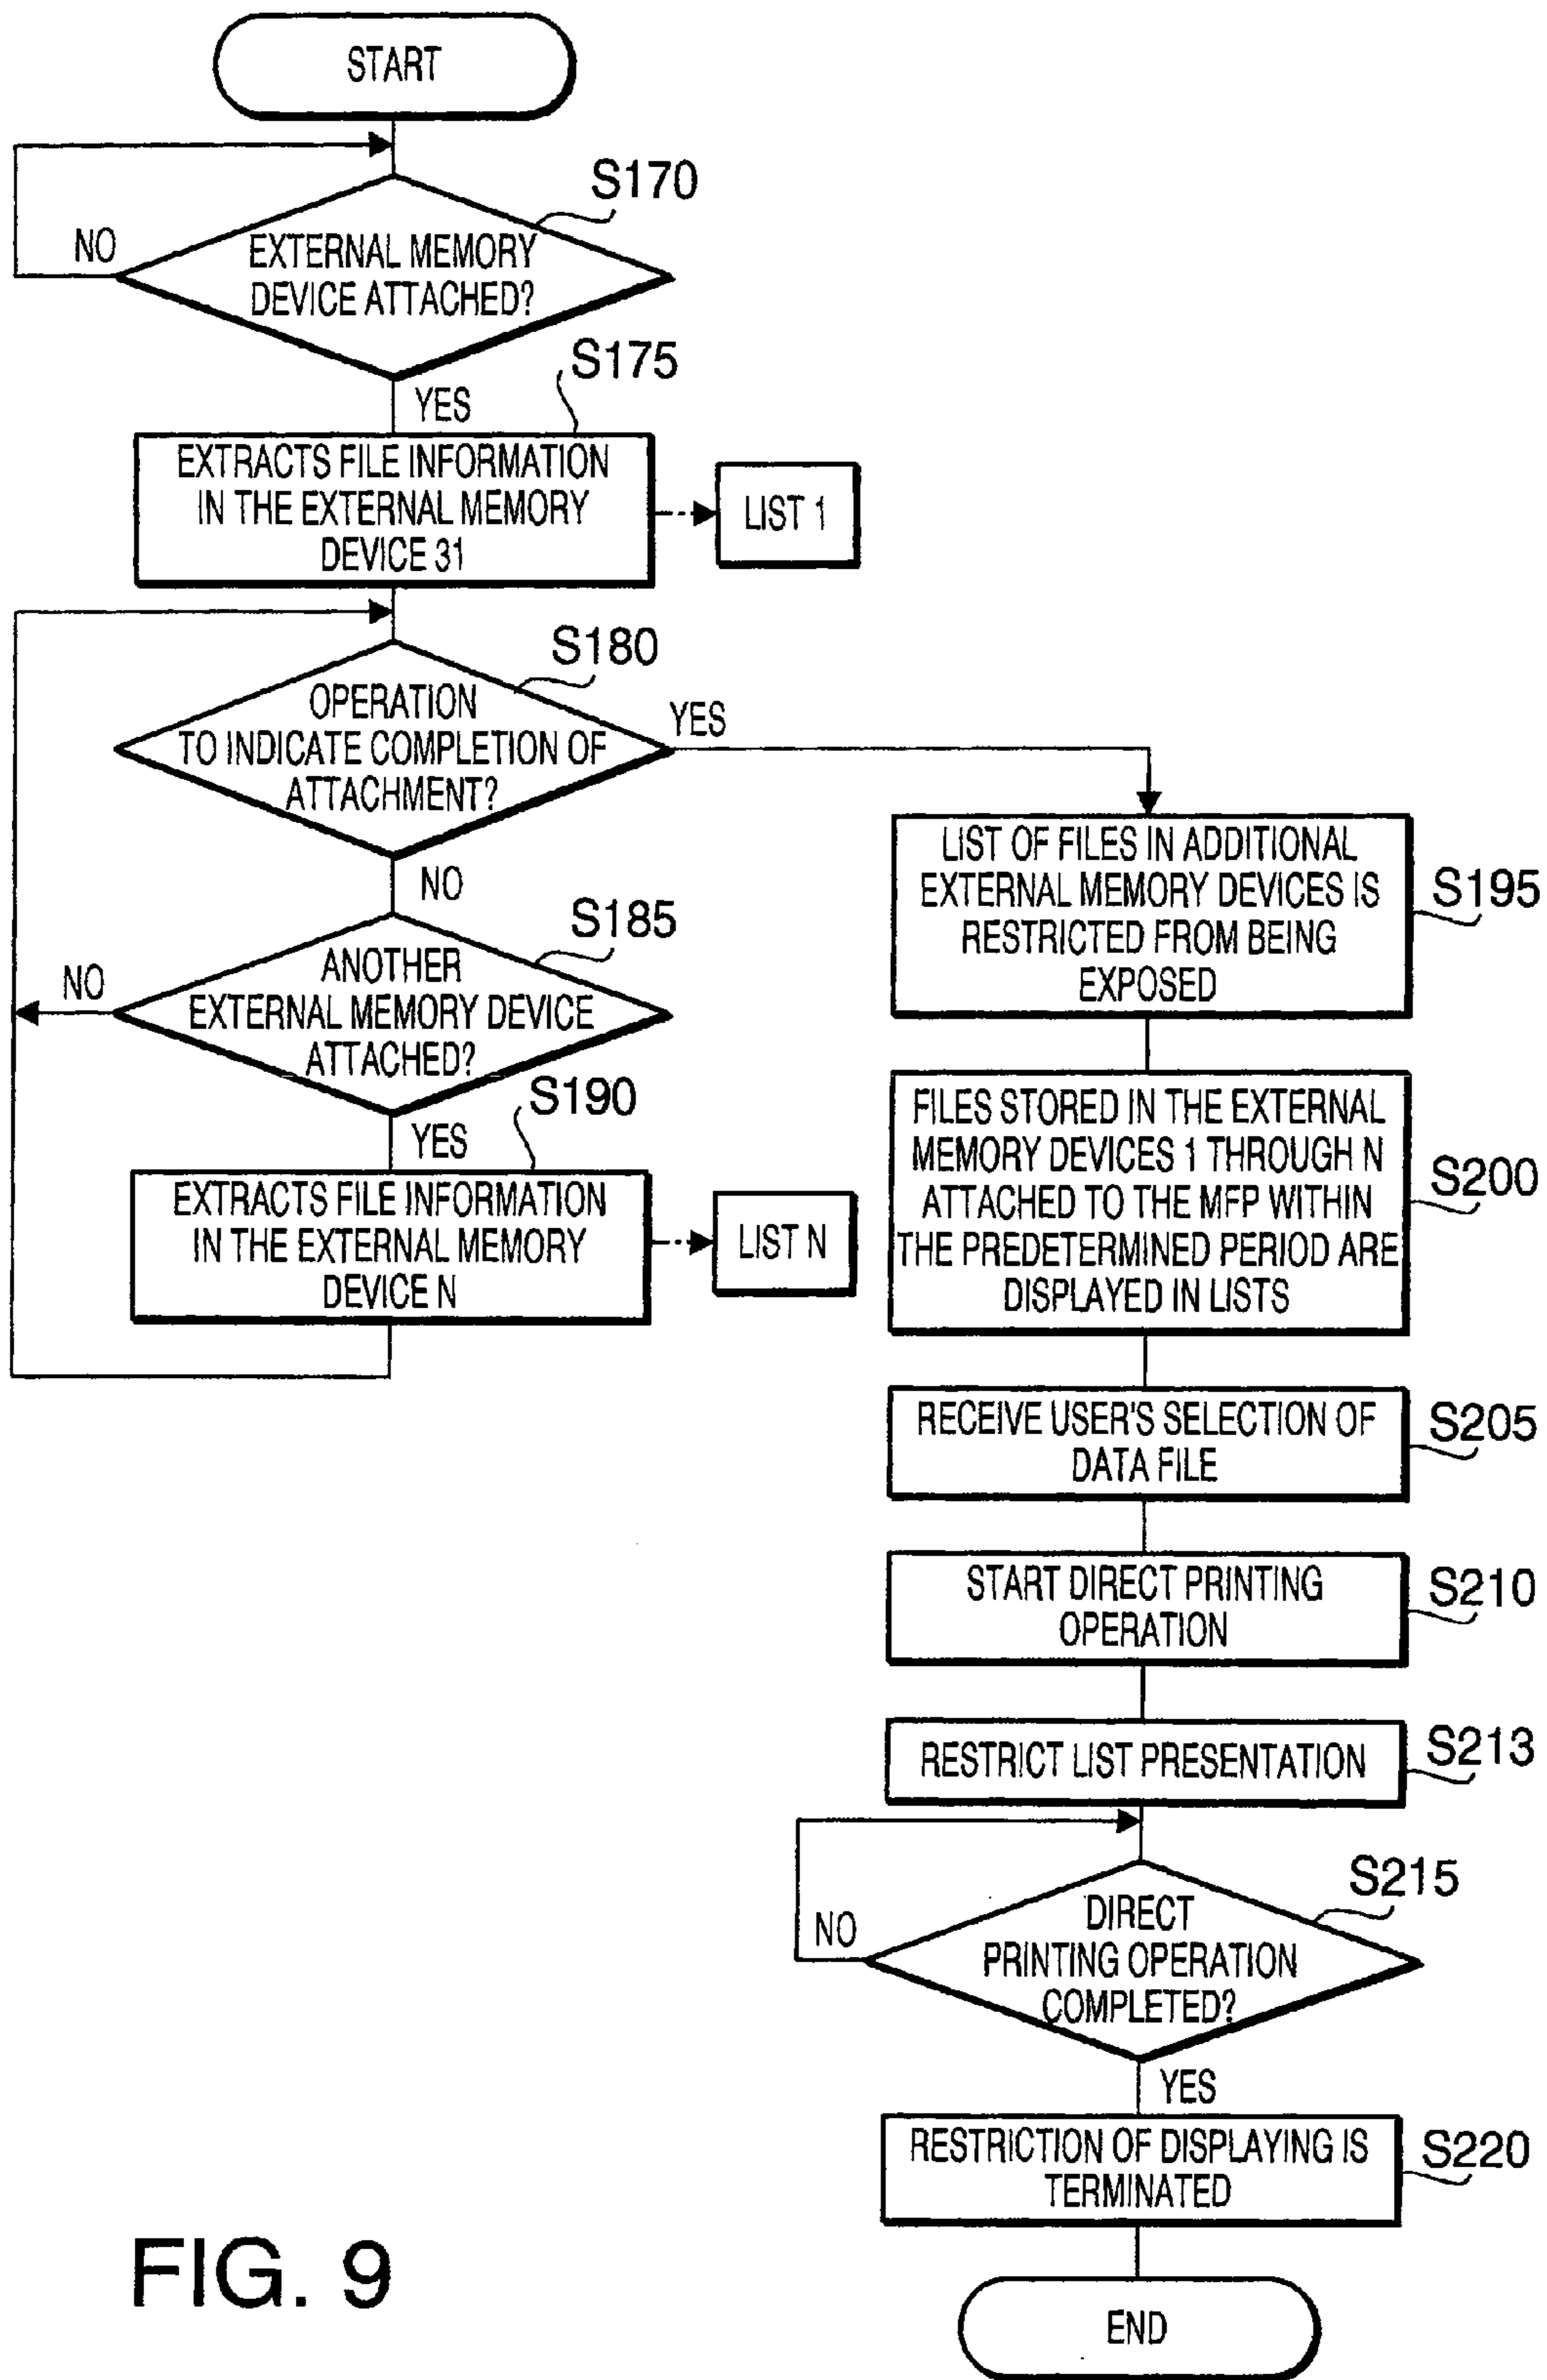 START
S170
NO
EXTERNAL MEMORY
DEVICE ATTACHED?
S175
YES
EXTRACTS FILE INFORMATION
IN THE EXTERNAL MEMORY
DEVICE 31
LIST 1
S180
OPERATION
TO INDICATE COMPLETION OF
ATTACHMENT?
YES
NO
S185
NO
ANOTHER
EXTERNAL MEMORY DEVICE
ATTACHED?
S190
YES
EXTRACTS FILE INFORMATION
IN THE EXTERNAL MEMORY
DEVICE N
LIST N
LIST OF FILES IN ADDITIONAL
EXTERNAL MEMORY DEVICES IS
RESTRICTED FROM BEING
EXPOSED
S195
FILES STORED IN THE EXTERNAL
MEMORY DEVICES 1 THROUGH N
ATTACHED TO THE MFP WITHIN
THE PREDETERMINED PERIOD ARE
DISPLAYED IN LISTS
S200
RECEIVE USER'S SELECTION OF
DATA FILE
S205
START DIRECT PRINTING
OPERATION
S210
RESTRICT LIST PRESENTATION
S213
S215
NO
DIRECT
PRINTING OPERATION
COMPLETED?
YES
RESTRICTION OF DISPLAYING IS
TERMINATED
S220
END
FIG. 9